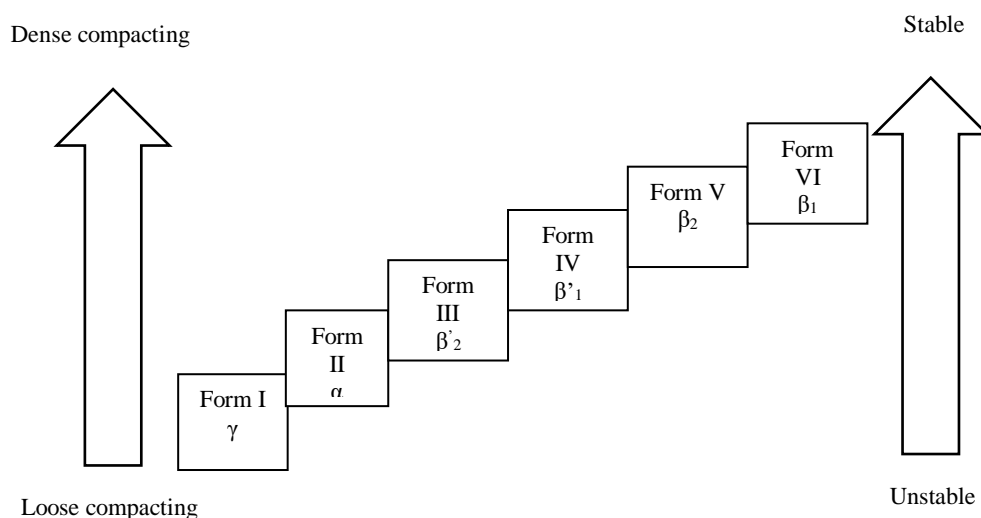 Dense compacting
Stable
Form
VI
β₁
Form V
β₂
Form
IV
β’₁
Form
III
β’₂
Form
II
α
Form I
γ
Loose compacting
Unstable